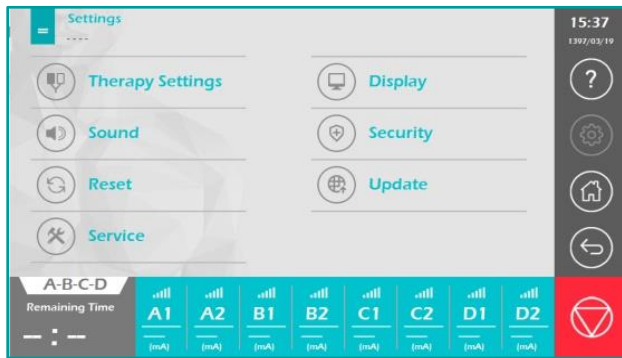 Settings
----
15:37
1397/03/19
?
Therapy Settings
Display
Sound
Security
Reset
Update
Service
A-B-C-D
Remaining Time
--:--
A1 A2 B1 B2 C1 C2 D1 D2
(mA) (mA) (mA) (mA) (mA) (mA) (mA) (mA)